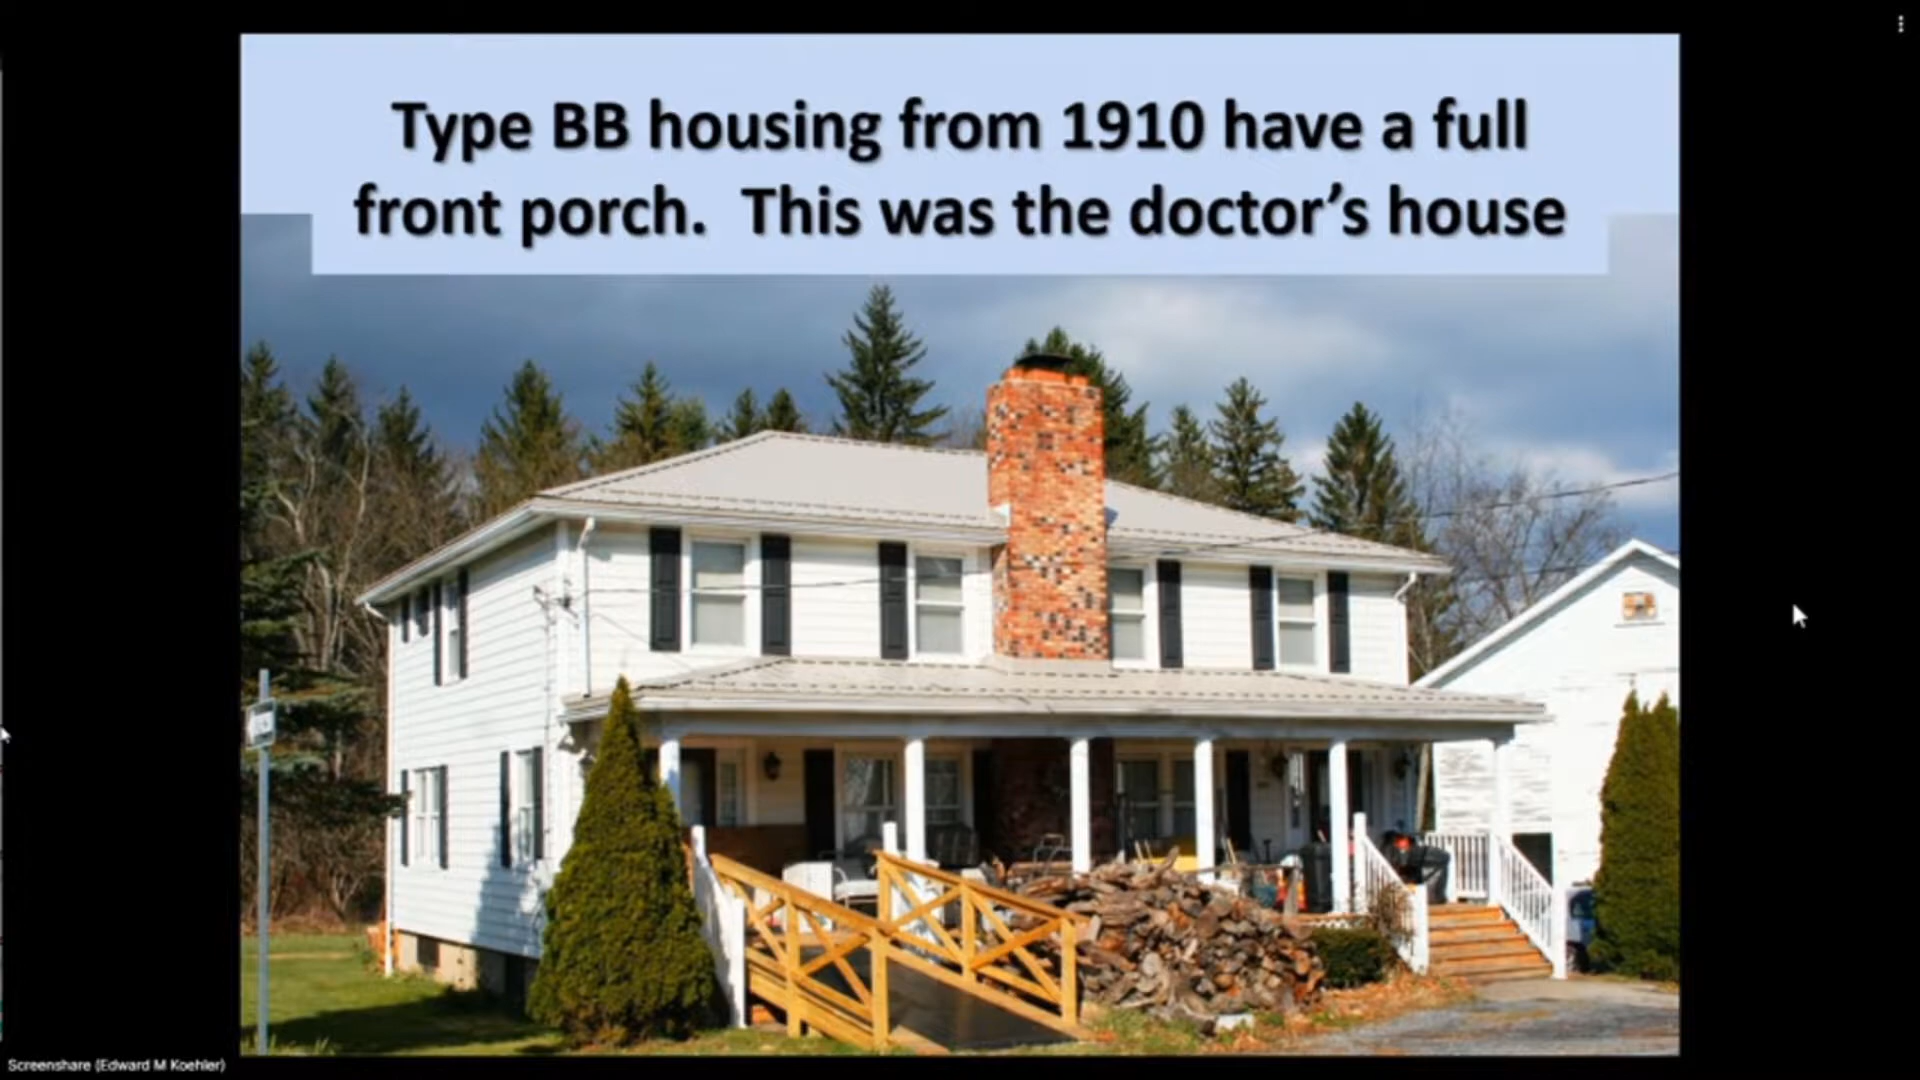 Type BB housing from 1910 have a full
front porch.  This was the doctor’s house
Screenshare (Edward M Koehler)